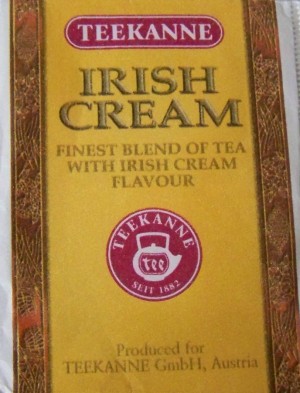 TEEKANNE
IRISH
CREAM
FINEST BLEND OF TEA
WITH IRISH CREAM
FLAVOUR
TEEKANNE
tee
SEIT 1882
Produced for
TEEKANNE GmbH, Austria